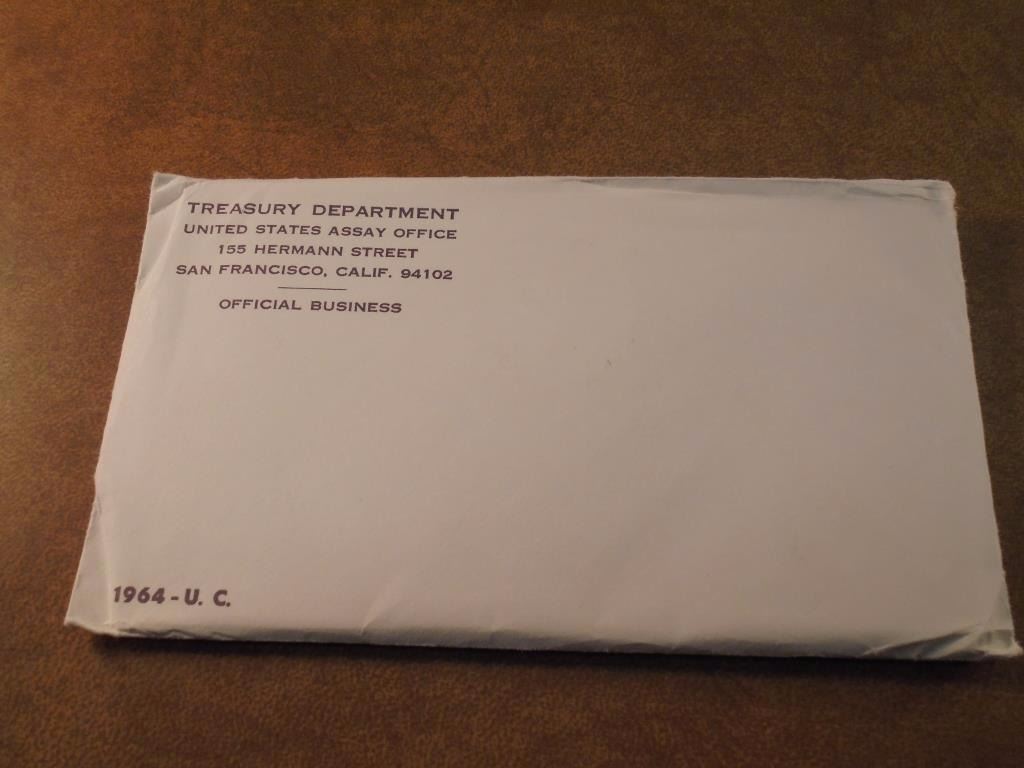 TREASURY DEPARTMENT
UNITED STATES ASSAY OFFICE
155 HERMANN STREET
SAN FRANCISCO, CALIF. 94102
OFFICIAL BUSINESS
1964 - U. C.